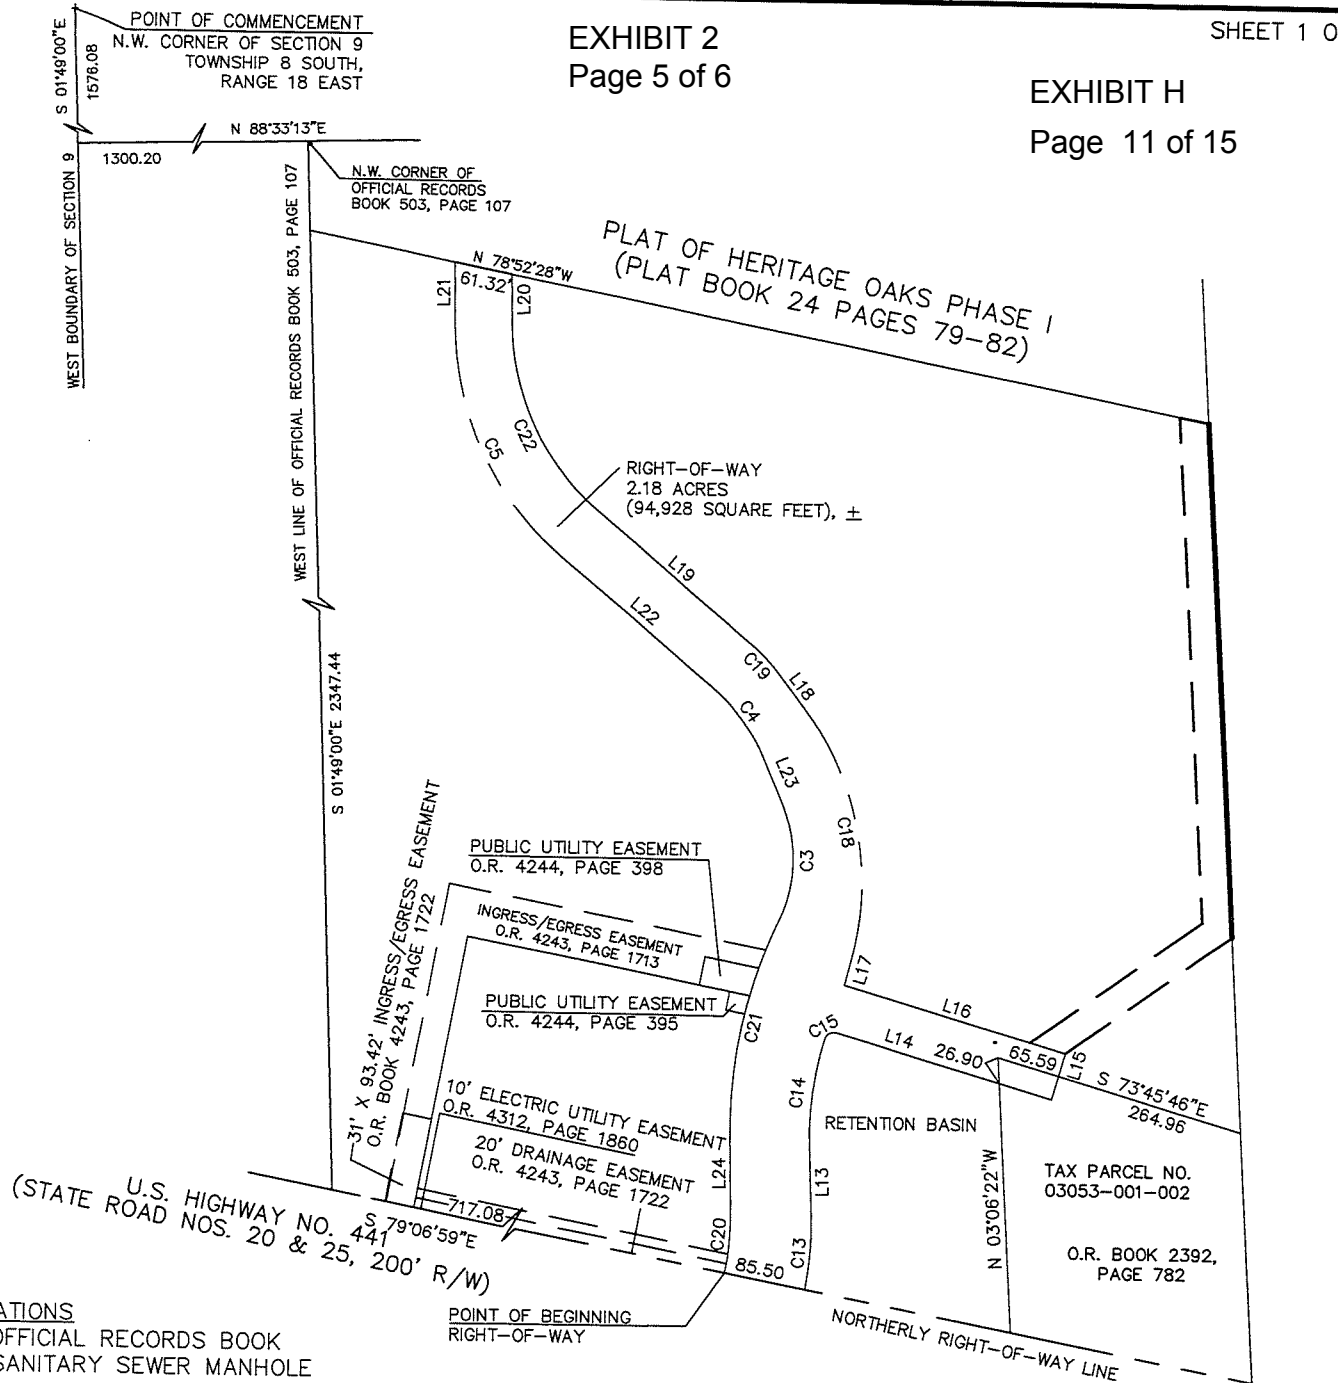 SHEET 1 O
EXHIBIT 2
Page 5 of 6
EXHIBIT H
Page 11 of 15
POINT OF COMMENCEMENT
N.W. CORNER OF SECTION 9
TOWNSHIP 8 SOUTH,
RANGE 18 EAST
S 01°49'00"E
1576.08
N 88°33'13"E
1300.20
WEST BOUNDARY OF SECTION 9
N.W. CORNER OF
OFFICIAL RECORDS
BOOK 503, PAGE 107
WEST LINE OF OFFICIAL RECORDS BOOK 503, PAGE 107
S 01°49'00"E 2347.44
PLAT OF HERITAGE OAKS PHASE I
(PLAT BOOK 24 PAGES 79-82)
N 78°52'28"W
61.32'
L21
L20
C5
C22
RIGHT-OF-WAY
2.18 ACRES
(94,928 SQUARE FEET), ±
L19
L22
C19
L18
C4
L23
C18
C3
PUBLIC UTILITY EASEMENT
O.R. 4244, PAGE 398
INGRESS/EGRESS EASEMENT
O.R. 4243, PAGE 1713
PUBLIC UTILITY EASEMENT
O.R. 4244, PAGE 395
31' X 93.42' INGRESS/EGRESS EASEMENT
O.R. BOOK 4243, PAGE 1722
L17
L16
C21
C15
L14
26.90
65.59
L15
S 73°45'46"E
264.96
C14
10' ELECTRIC UTILITY EASEMENT
O.R. 4312, PAGE 1860
20' DRAINAGE EASEMENT
O.R. 4243, PAGE 1722
RETENTION BASIN
L24
L13
N 03°06'22"W
TAX PARCEL NO.
03053-001-002
O.R. BOOK 2392,
PAGE 782
717.08
S 79°06'59"E
U.S. HIGHWAY NO. 441
(STATE ROAD NOS. 20 & 25, 200' R/W)
C20
C13
85.50
POINT OF BEGINNING
RIGHT-OF-WAY
NORTHERLY RIGHT-OF-WAY LINE
ATIONS
OFFICIAL RECORDS BOOK
SANITARY SEWER MANHOLE